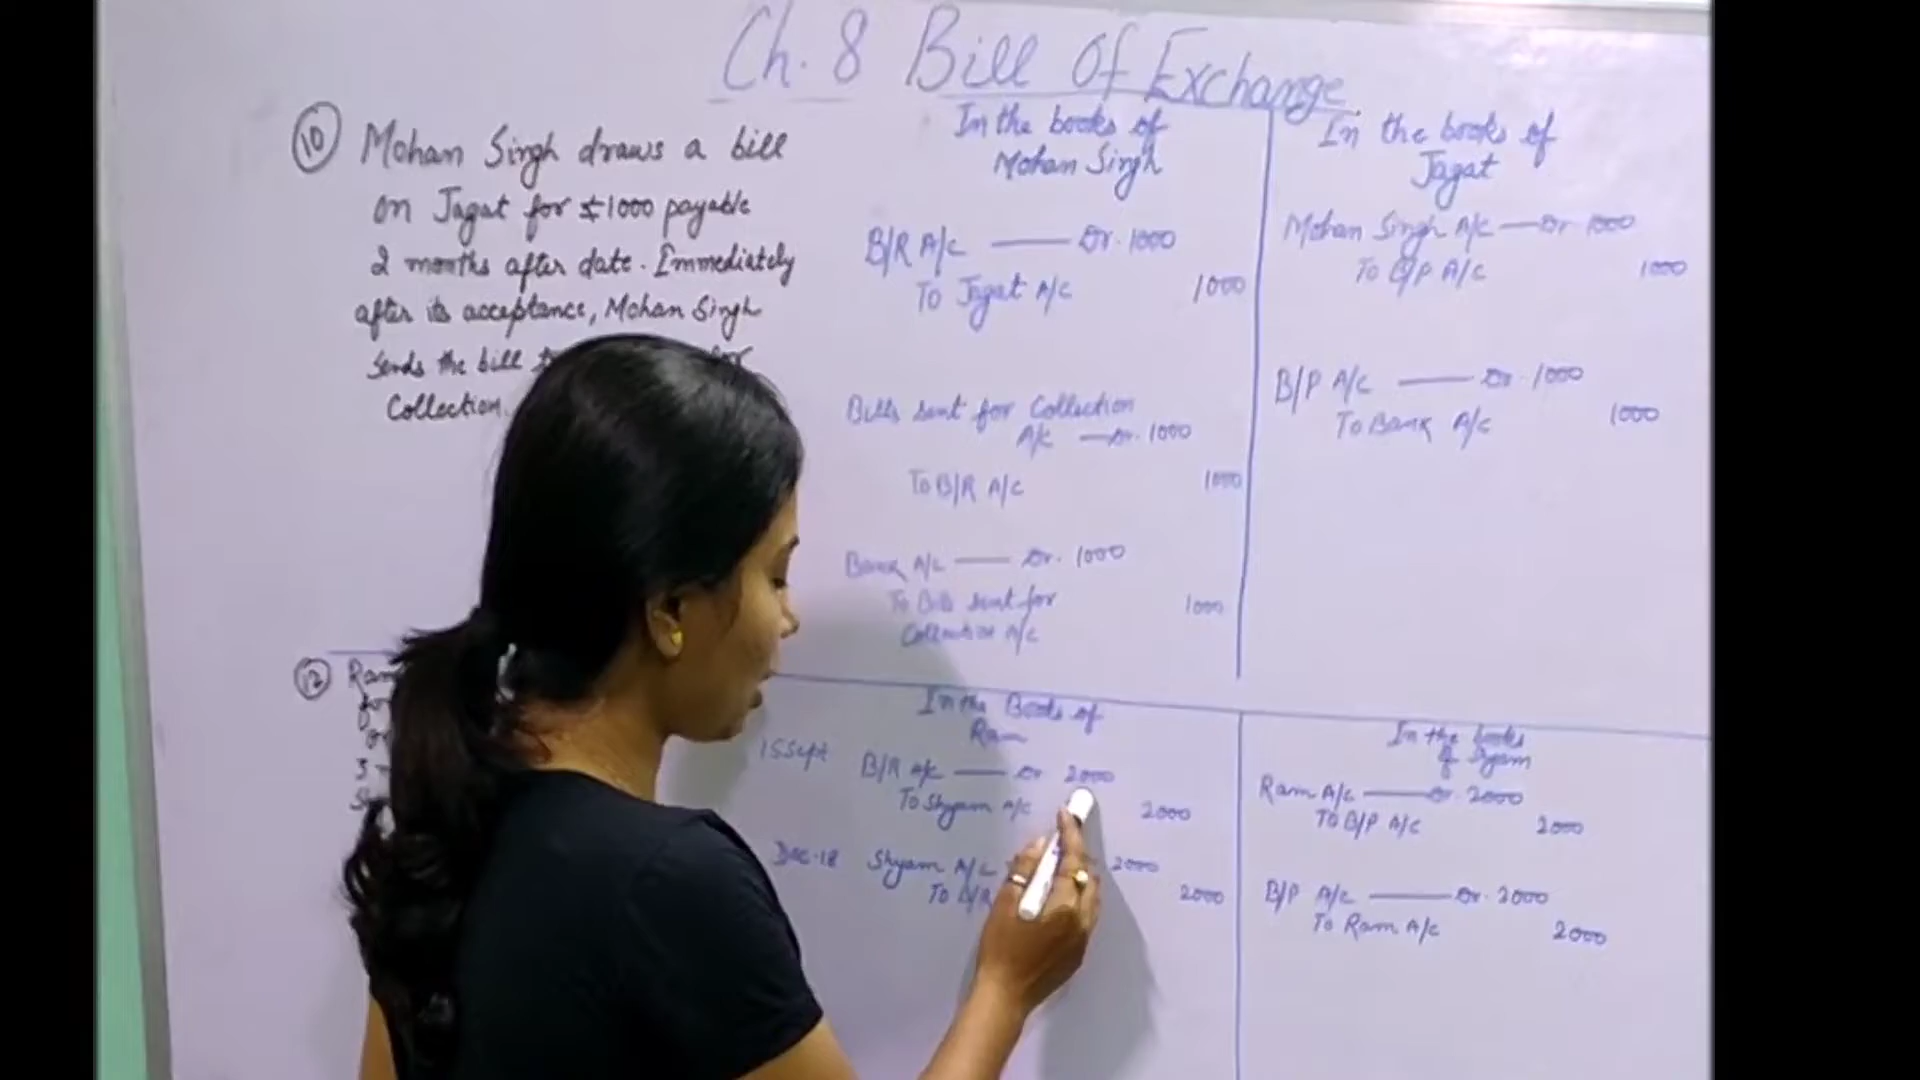 Ch. 8 Bill Of Exchange
10 Mohan Singh draws a bill
on Jagat for ₹1000 payable
2 months after date. Immediately
after its acceptance, Mohan Singh
sends the bill
for
Collection.
In the books of
Mohan Singh
B/R A/c — Dr. 1000
To Jagat A/c 1000
Bills sent for Collection
A/c — Dr. 1000
To B/R A/c 1000
Bank A/c — Dr. 1000
To Bills sent for 1000
Collection A/c
In the books of
Jagat
Mohan Singh A/c — Dr 1000
To B/P A/c 1000
B/P A/c — Dr. 1000
To Bank A/c 1000
12 Ram
3
In the Books of
Ram
15 Sept B/R A/c — Dr 2000
To Shyam A/c 2000
Dec. 18 Shyam A/c 2000
To B/R 2000
In the books
of Syam
Ram A/c — Dr. 2000
To B/P A/c 2000
B/P A/c — Dr. 2000
To Ram A/c 2000